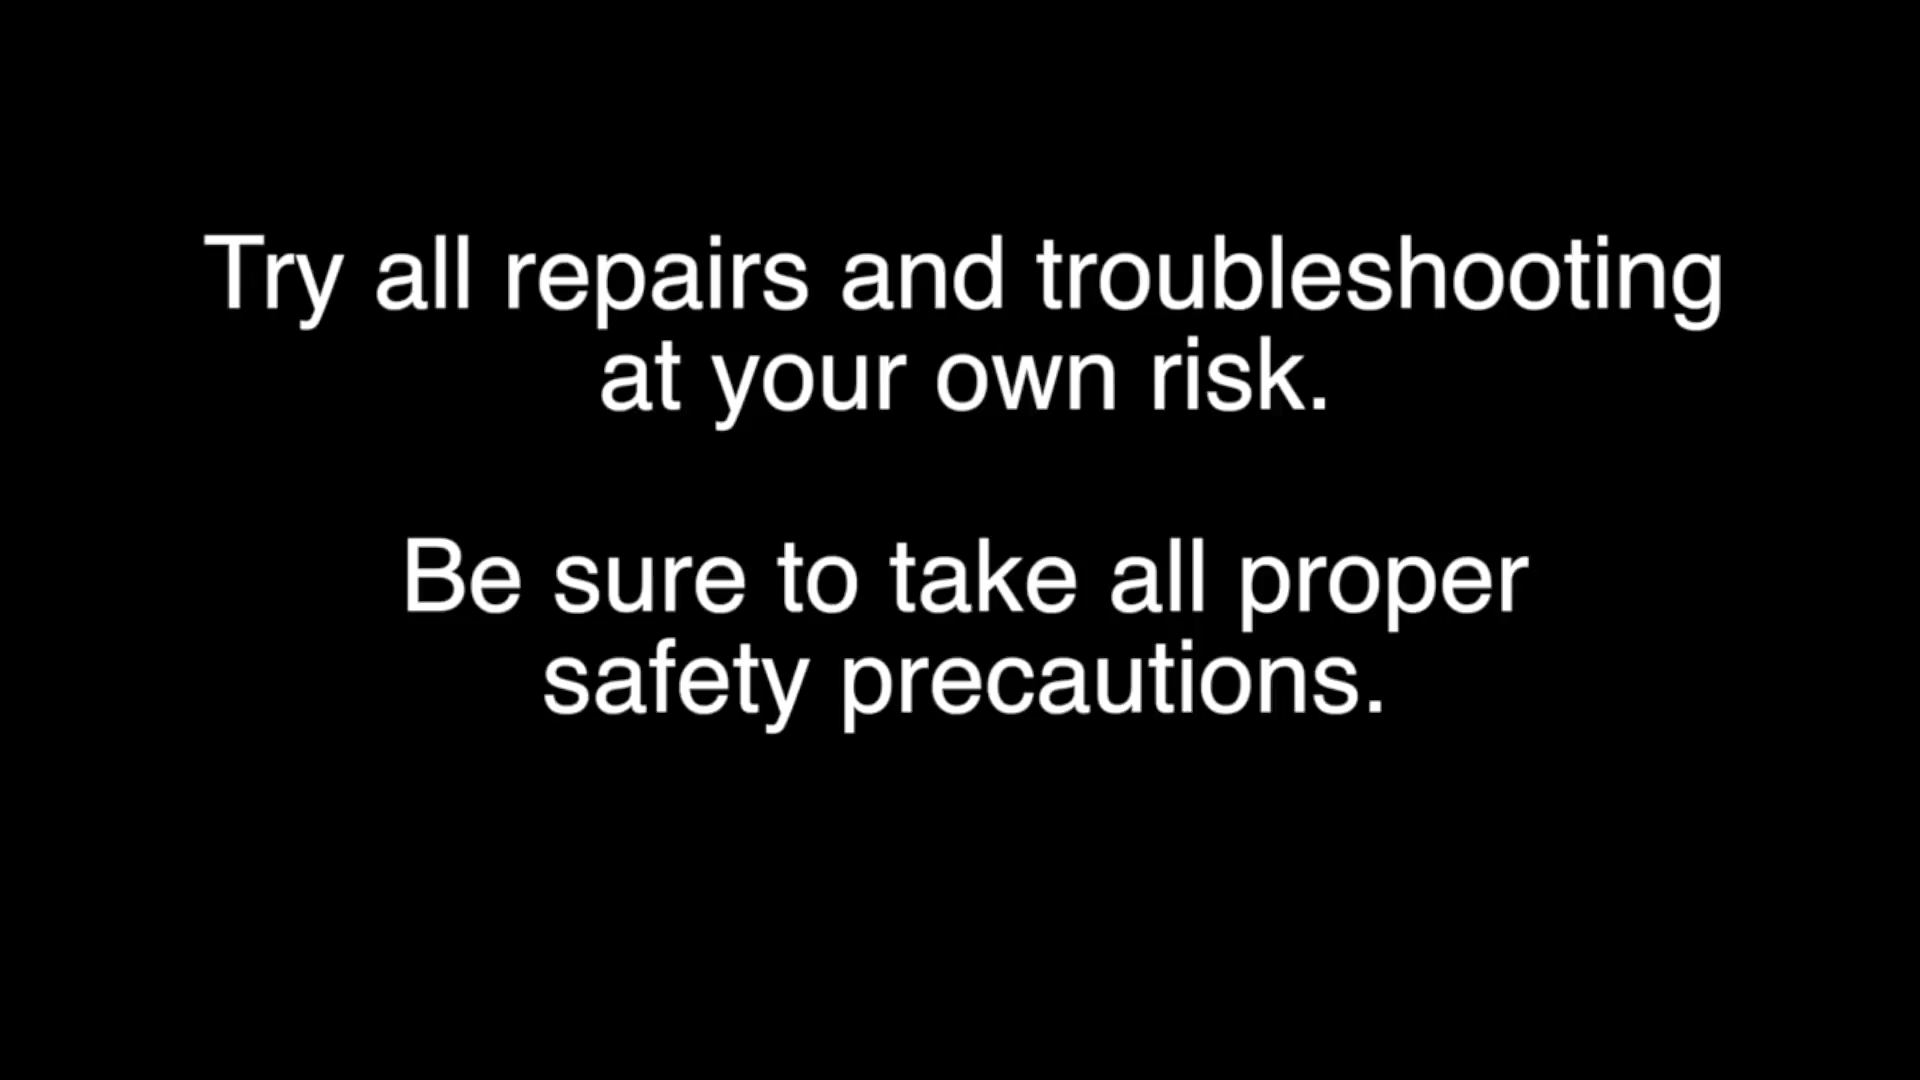 Try all repairs and troubleshooting
at your own risk.
Be sure to take all proper
safety precautions.